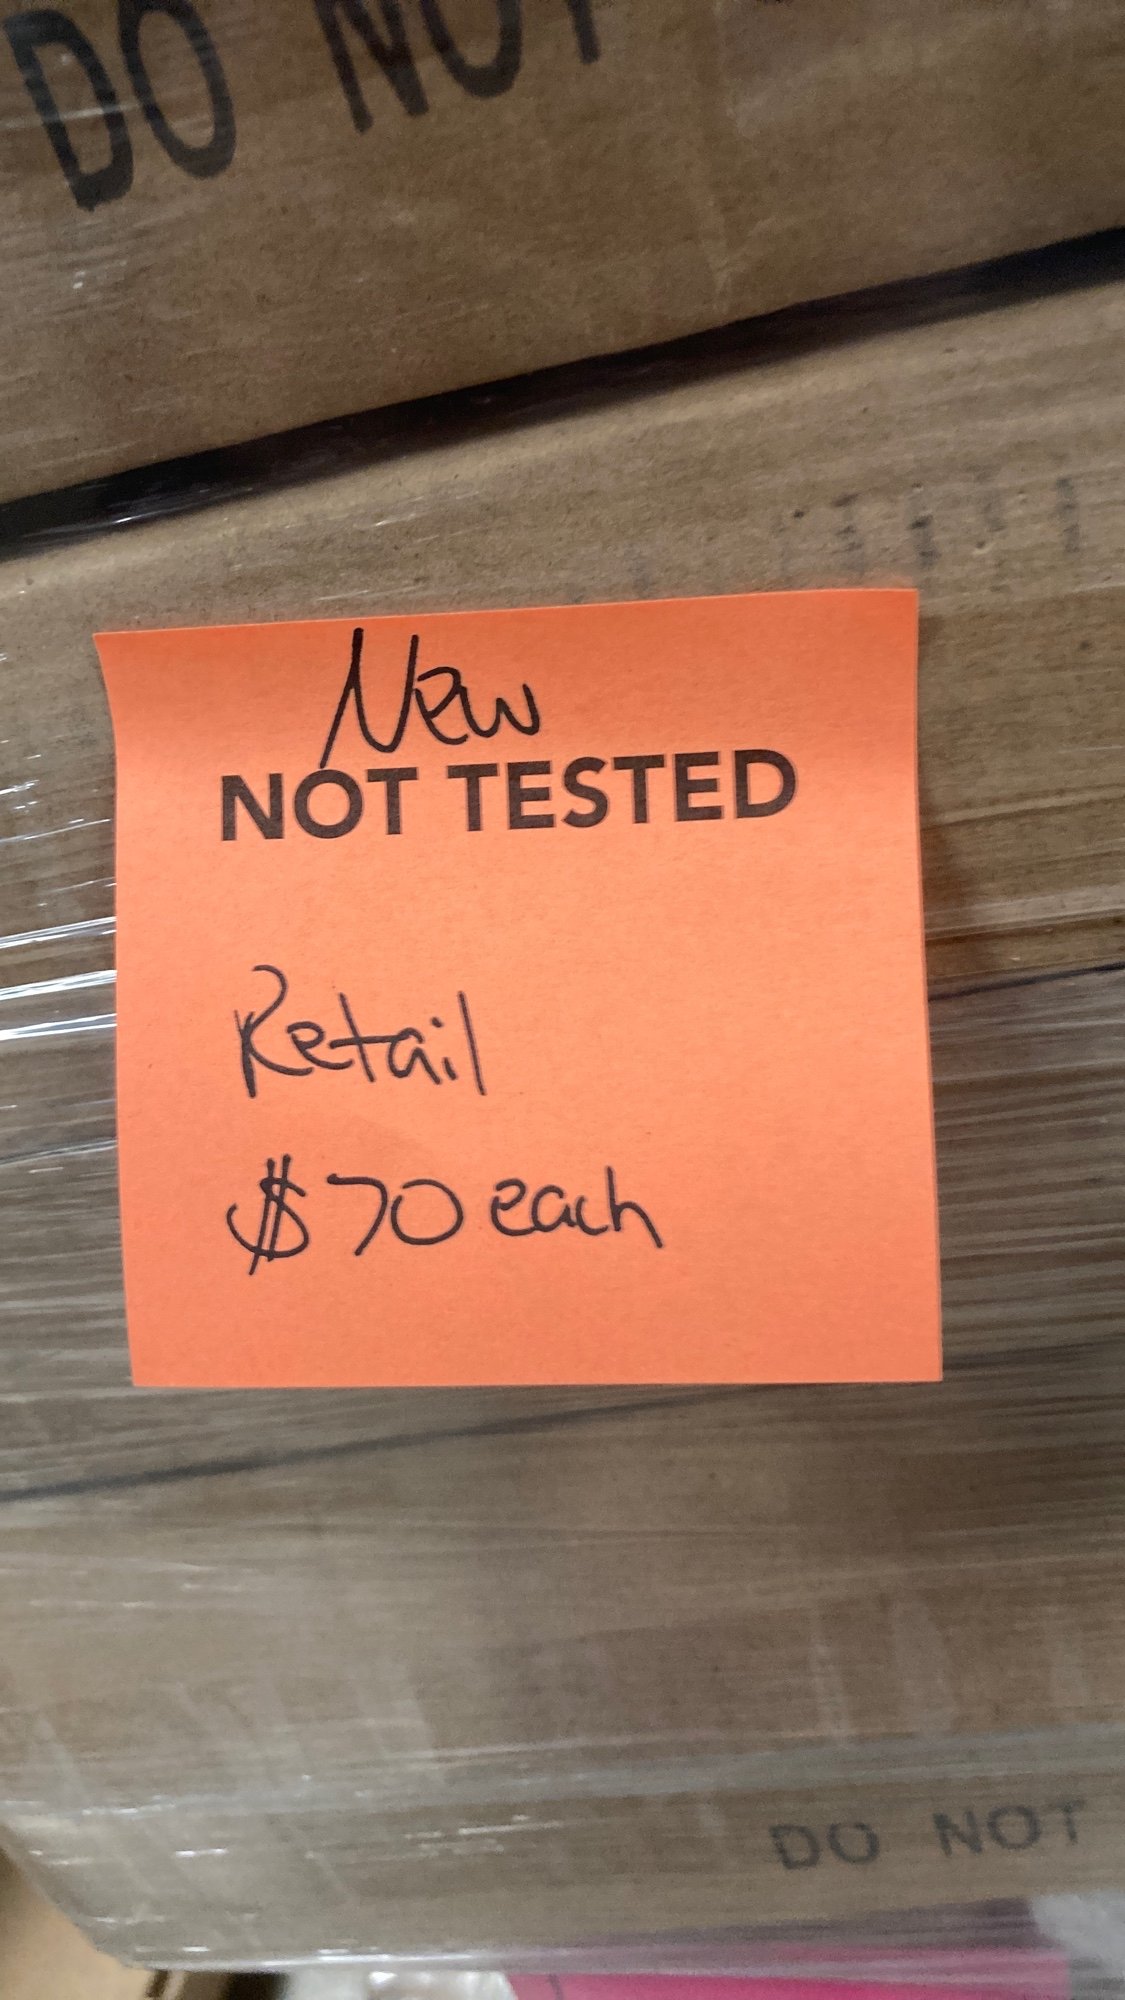 DO NOT
New
NOT TESTED
Retail
$70 each
DO NOT